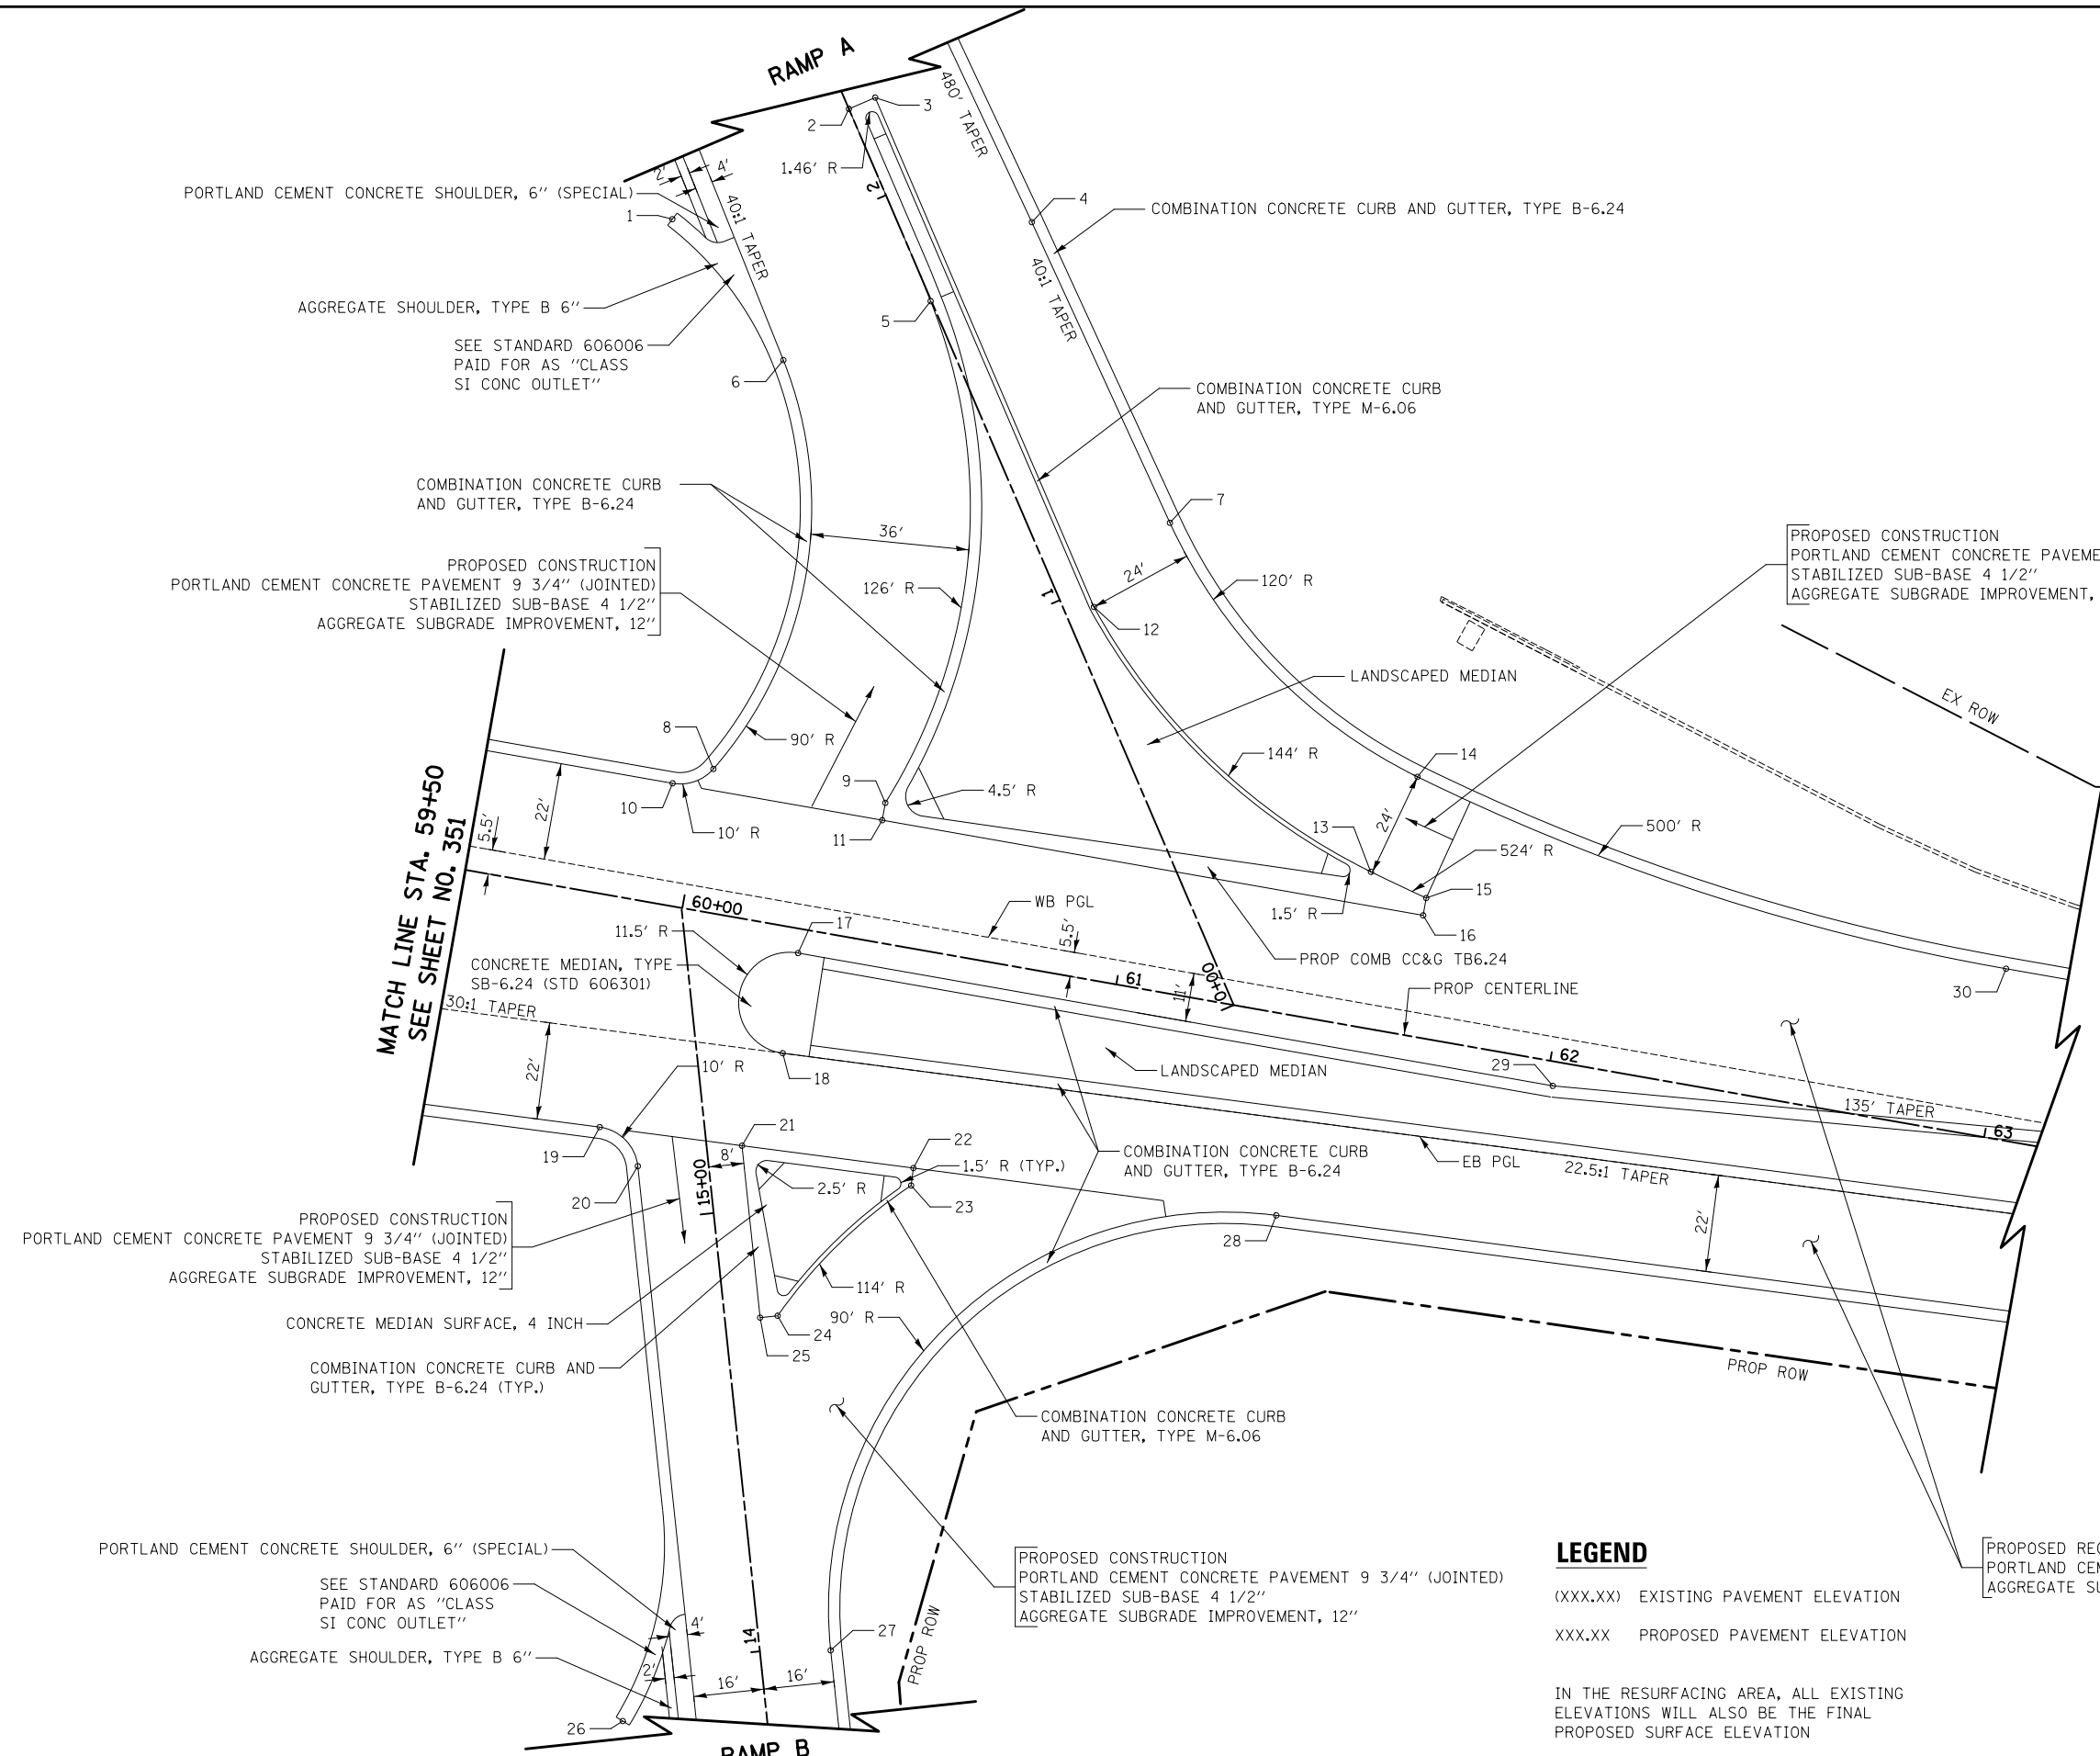 RAMP A
2
3
1.46' R
480' TAPER
2'
4'
PORTLAND CEMENT CONCRETE SHOULDER, 6" (SPECIAL)
1
40:1 TAPER
2
4
COMBINATION CONCRETE CURB AND GUTTER, TYPE B-6.24
40:1 TAPER
AGGREGATE SHOULDER, TYPE B 6"
5
SEE STANDARD 606006
PAID FOR AS "CLASS
SI CONC OUTLET"
6
COMBINATION CONCRETE CURB
AND GUTTER, TYPE M-6.06
COMBINATION CONCRETE CURB
AND GUTTER, TYPE B-6.24
7
36'
PROPOSED CONSTRUCTION
PORTLAND CEMENT CONCRETE PAVEMENT 9 3/4" (JOINTED)
STABILIZED SUB-BASE 4 1/2"
AGGREGATE SUBGRADE IMPROVEMENT, 12"
126' R
24'
1
120' R
12
PROPOSED CONSTRUCTION
PORTLAND CEMENT CONCRETE PAVEME
STABILIZED SUB-BASE 4 1/2"
AGGREGATE SUBGRADE IMPROVEMENT,
LANDSCAPED MEDIAN
EX ROW
8
90' R
144' R
14
9
4.5' R
10
10' R
11
MATCH LINE STA. 59+50
SEE SHEET NO. 351
22'
5.5'
13
24'
500' R
524' R
15
1.5' R
16
60+00
WB PGL
17
11.5' R
5.5'
PROP COMB CC&G TB6.24
CONCRETE MEDIAN, TYPE
SB-6.24 (STD 606301)
61
0+00
11'
PROP CENTERLINE
30
30:1 TAPER
22'
10' R
18
LANDSCAPED MEDIAN
29
62
135' TAPER
63
19
21
22
8'
1.5' R (TYP.)
COMBINATION CONCRETE CURB
AND GUTTER, TYPE B-6.24
EB PGL
22.5:1 TAPER
15+00
2.5' R
20
23
22'
PROPOSED CONSTRUCTION
PORTLAND CEMENT CONCRETE PAVEMENT 9 3/4" (JOINTED)
STABILIZED SUB-BASE 4 1/2"
AGGREGATE SUBGRADE IMPROVEMENT, 12"
28
114' R
CONCRETE MEDIAN SURFACE, 4 INCH
90' R
24
25
COMBINATION CONCRETE CURB AND
GUTTER, TYPE B-6.24 (TYP.)
PROP ROW
COMBINATION CONCRETE CURB
AND GUTTER, TYPE M-6.06
PORTLAND CEMENT CONCRETE SHOULDER, 6" (SPECIAL)
SEE STANDARD 606006
PAID FOR AS "CLASS
SI CONC OUTLET"
AGGREGATE SHOULDER, TYPE B 6"
4'
2'
14
16'
16'
27
26
PROP ROW
RAMP B
PROPOSED CONSTRUCTION
PORTLAND CEMENT CONCRETE PAVEMENT 9 3/4" (JOINTED)
STABILIZED SUB-BASE 4 1/2"
AGGREGATE SUBGRADE IMPROVEMENT, 12"
LEGEND
(XXX.XX) EXISTING PAVEMENT ELEVATION
XXX.XX PROPOSED PAVEMENT ELEVATION
IN THE RESURFACING AREA, ALL EXISTING
ELEVATIONS WILL ALSO BE THE FINAL
PROPOSED SURFACE ELEVATION
PROPOSED REC
PORTLAND CEM
AGGREGATE SU